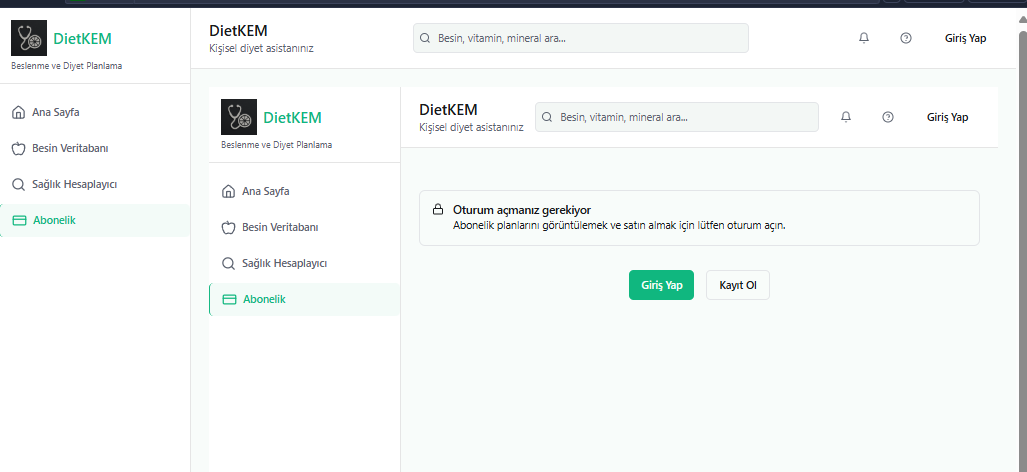 DietKEM
Beslenme ve Diyet Planlama
Ana Sayfa
Besin Veritabanı
Sağlık Hesaplayıcı
Abonelik
DietKEM
Kişisel diyet asistanınız
Besin, vitamin, mineral ara...
Giriş Yap
DietKEM
Beslenme ve Diyet Planlama
Ana Sayfa
Besin Veritabanı
Sağlık Hesaplayıcı
Abonelik
DietKEM
Kişisel diyet asistanınız
Besin, vitamin, mineral ara...
Giriş Yap
Oturum açmanız gerekiyor
Abonelik planlarını görüntülemek ve satın almak için lütfen oturum açın.
Giriş Yap
Kayıt Ol